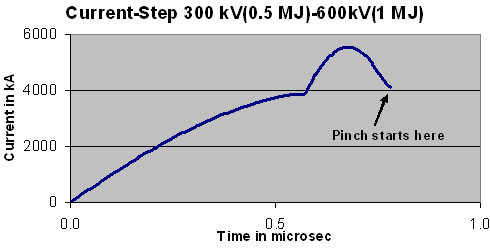 Current-Step 300 kV(0.5 MJ)-600kV(1 MJ)
Current in kA
6000
4000
2000
0
Pinch starts here
0.0
0.5
1.0
Time in microsec